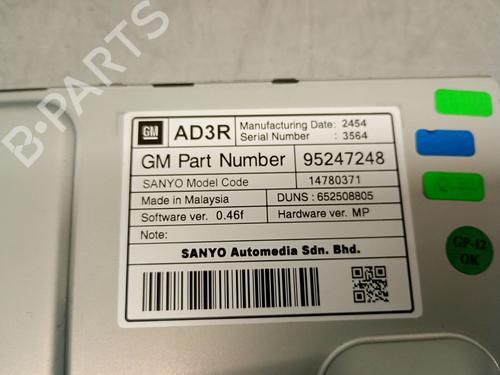 B-PARTS
GM AD3R Manufacturing Date: 2454
Serial Number : 3564
GM Part Number 95247248
SANYO Model Code 14780371
Made in Malaysia DUNS : 652508805
Software ver. 0.46f Hardware ver. MP
Note:
SANYO Automedia Sdn. Bhd.
GP-12
OK